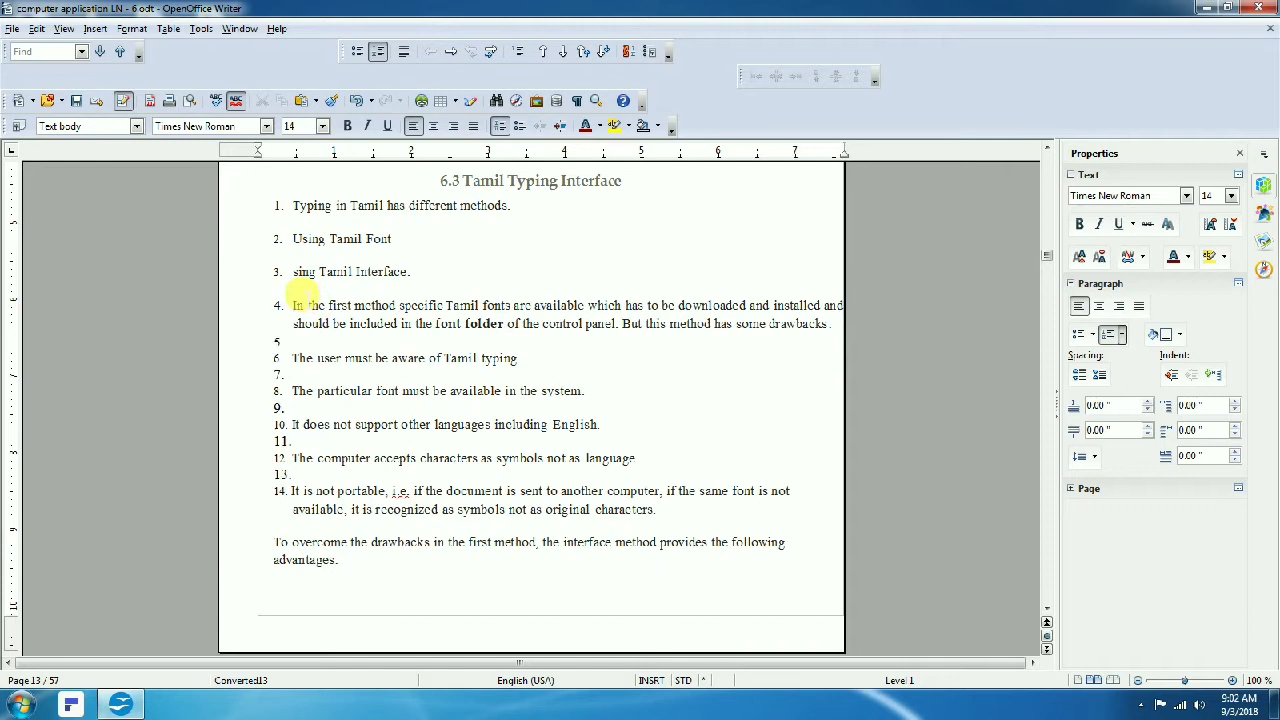 computer application LN - 6.odt - OpenOffice Writer
File Edit View Insert Format Table Tools Window Help
Find
Text body Times New Roman 14
1 2 3 4 5 6 7
Properties
Text
Times New Roman 14
Paragraph
Spacing: Indent:
0.00 " 0.00 "
0.00 " 0.00 "
0.00 "
Page
6.3 Tamil Typing Interface
1. Typing in Tamil has different methods.
2. Using Tamil Font
3. sing Tamil Interface.
4. In the first method specific Tamil fonts are available which has to be downloaded and installed and
should be included in the font folder of the control panel. But this method has some drawbacks.
5
6 The user must be aware of Tamil typing
7.
8. The particular font must be available in the system.
9.
10. It does not support other languages including English.
11.
12. The computer accepts characters as symbols not as language
13.
14. It is not portable, i.e. if the document is sent to another computer, if the same font is not
available, it is recognized as symbols not as original characters.
To overcome the drawbacks in the first method, the interface method provides the following
advantages.
Page 13 / 57 Converted13 English (USA) INSRT STD * Level 1 100 %
9:02 AM
9/3/2018